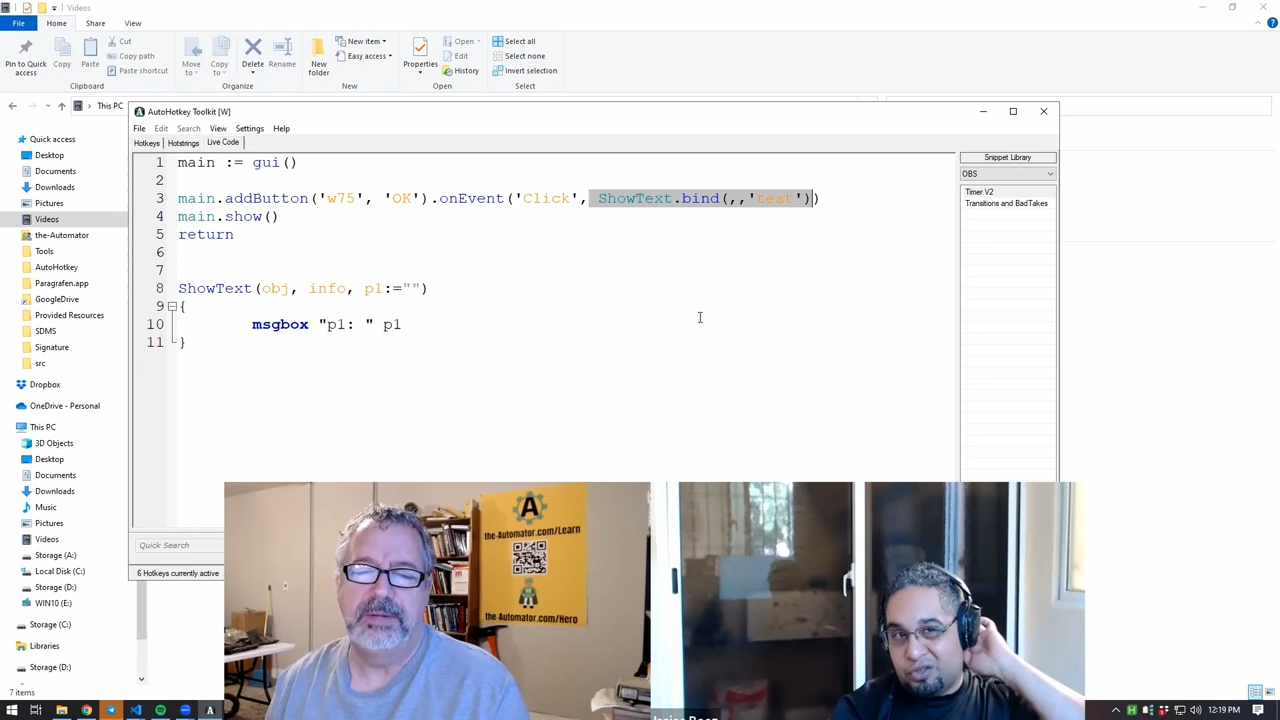 Videos
File
Home
Share
View
Pin to Quick access
Copy
Paste
Cut
Copy path
Paste shortcut
Clipboard
Move to
Copy to
Delete
Rename
Organize
New folder
New item
Easy access
New
Properties
Open
Edit
History
Open
Select all
Select none
Invert selection
Select
This PC
Quick access
Desktop
Documents
Downloads
Pictures
Videos
the-Automator
Tools
AutoHotkey
Paragrafen.app
GoogleDrive
Provided Resources
SDMS
Signature
src
Dropbox
OneDrive - Personal
This PC
3D Objects
Desktop
Documents
Downloads
Music
Pictures
Videos
Storage (A:)
Local Disk (C:)
Storage (D:)
WIN10 (E:)
Storage (C:)
Libraries
Storage (D:)
7 items
AutoHotkey Toolkit [W]
File Edit Search View Settings Help
Hotkeys Hotstrings Live Code
1 main := gui()
2
3 main.addButton('w75', 'OK').onEvent('Click', ShowText.bind(,,'test'))
4 main.show()
5 return
6
7
8 ShowText(obj, info, p1:="")
9 {
10 msgbox "p1: " p1
11 }
Snippet Library
OBS
Timer V2
Transitions and BadTakes
Quick Search
6 Hotkeys currently active
A
the-Automator.com/Learn
the-Automator.com/Hero
12:19 PM